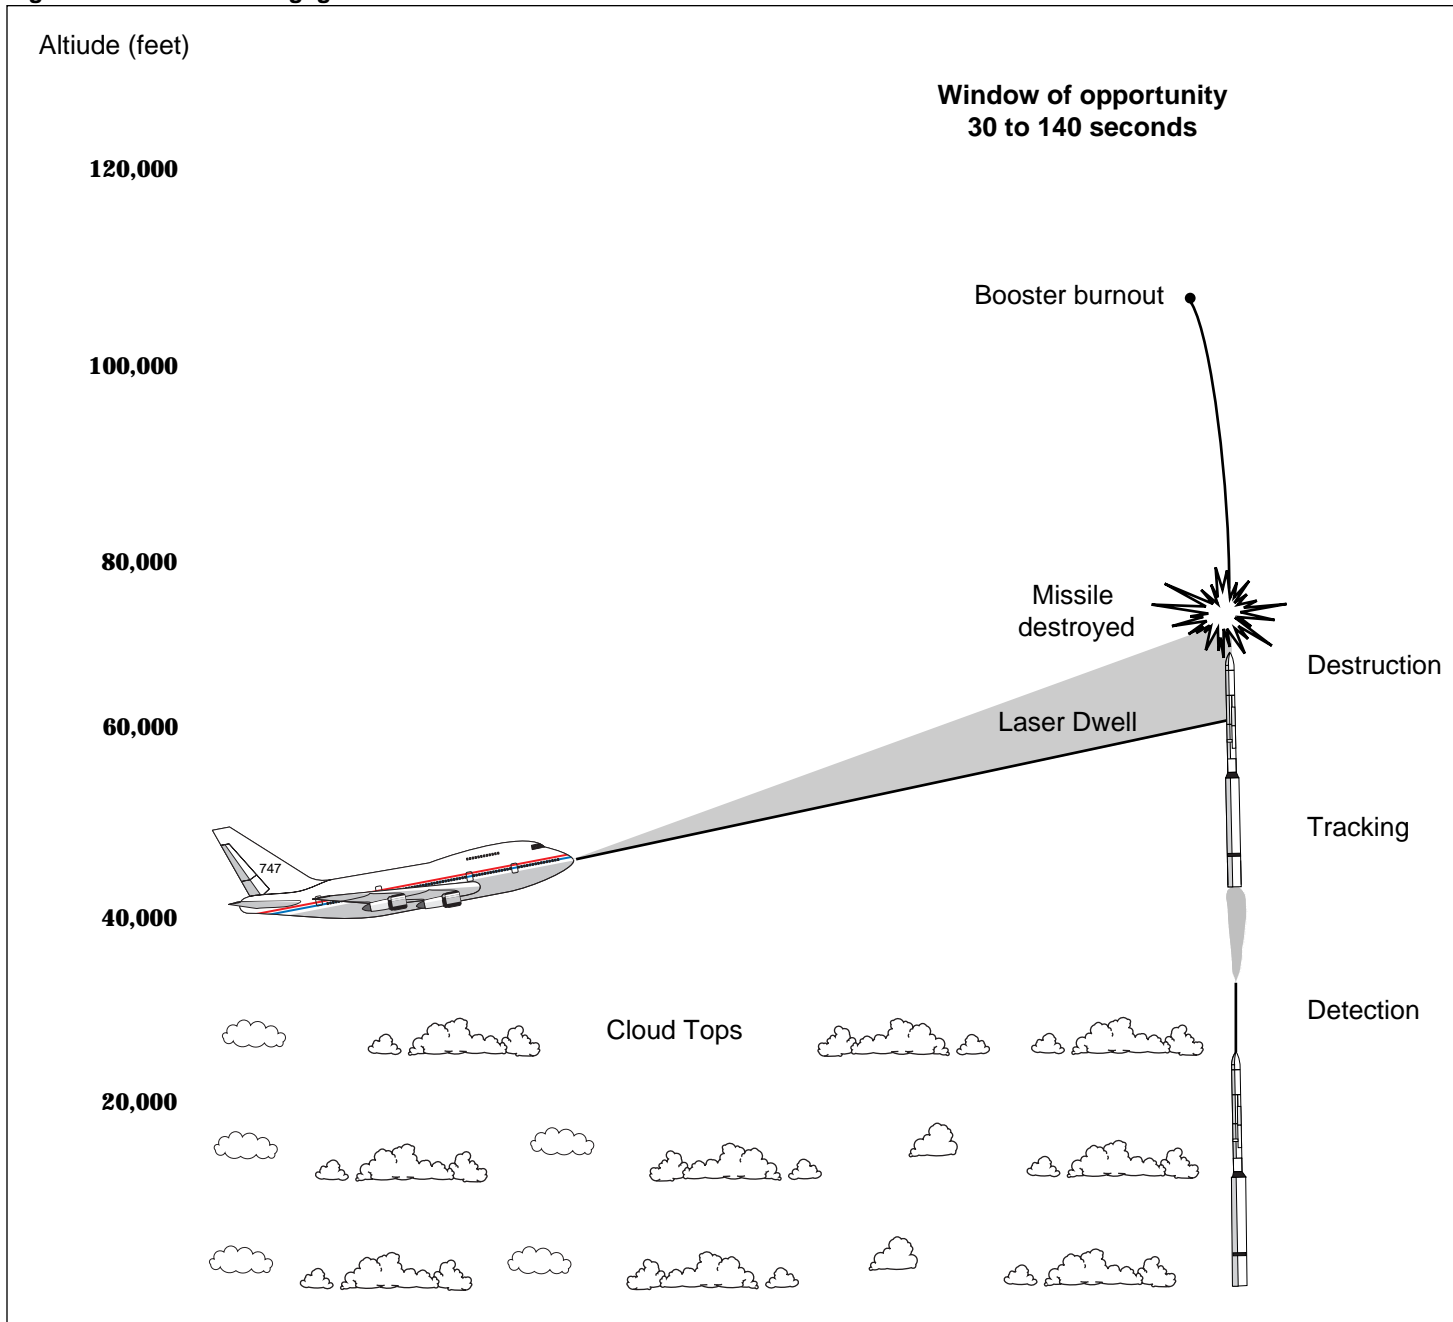 Altiude (feet)
Window of opportunity
30 to 140 seconds
120,000
Booster burnout
100,000
80,000
Missile
destroyed
Destruction
Laser Dwell
60,000
Tracking
747
40,000
Detection
Cloud Tops
20,000